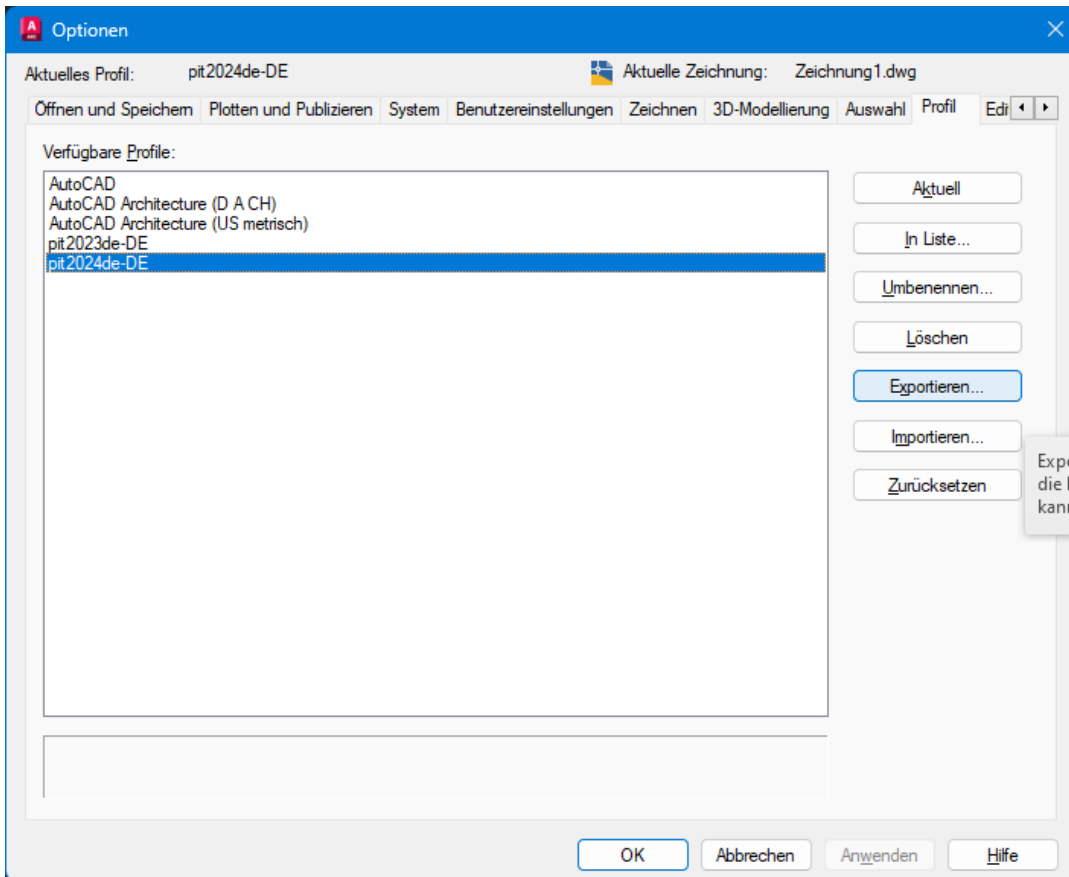 Optionen
Aktuelles Profil: pit2024de-DE Aktuelle Zeichnung: Zeichnung1.dwg
Öffnen und Speichern Plotten und Publizieren System Benutzereinstellungen Zeichnen 3D-Modellierung Auswahl Profil
Verfügbare Profile:
AutoCAD
AutoCAD Architecture (D A CH)
AutoCAD Architecture (US metrisch)
pit2023de-DE
pit2024de-DE
Aktuell
In Liste...
Umbenennen...
Löschen
Exportieren...
Importieren...
Zurücksetzen
die
OK Abbrechen Anwenden Hilfe